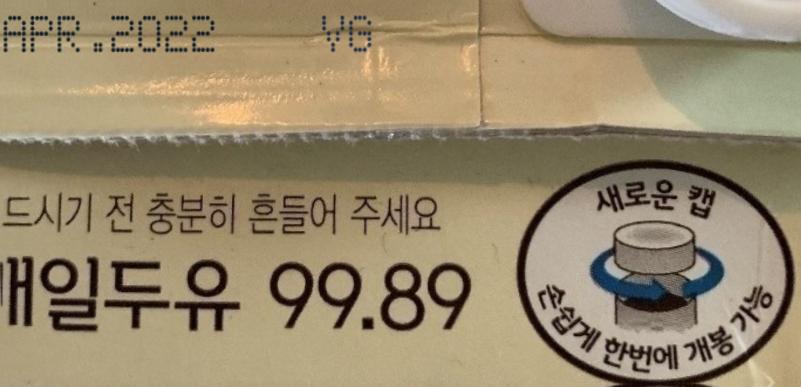 APR.2022 VG
드시기 전 충분히 흔들어 주세요
매일두유 99.89
새로운 캡
손쉽게 한번에 개봉 가능